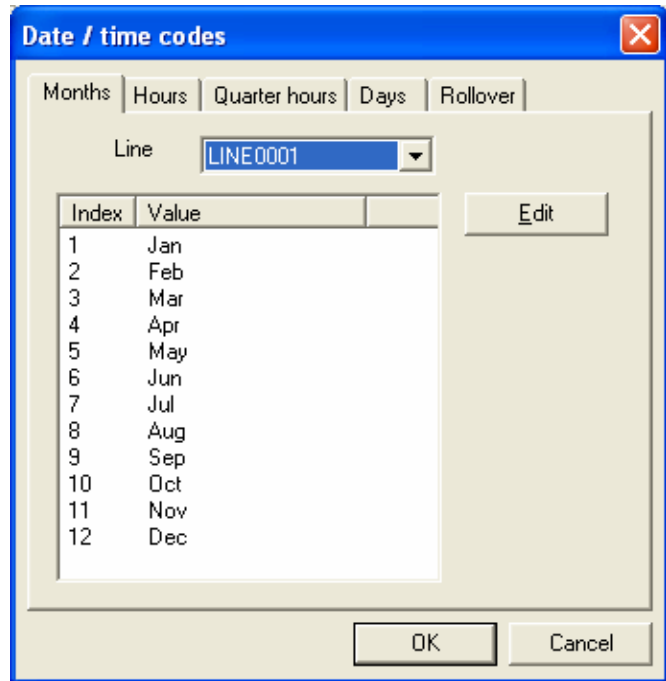 Date / time codes
Months Hours Quarter hours Days Rollover
Line LINE0001
Index Value Edit
1 Jan
2 Feb
3 Mar
4 Apr
5 May
6 Jun
7 Jul
8 Aug
9 Sep
10 Oct
11 Nov
12 Dec
OK Cancel